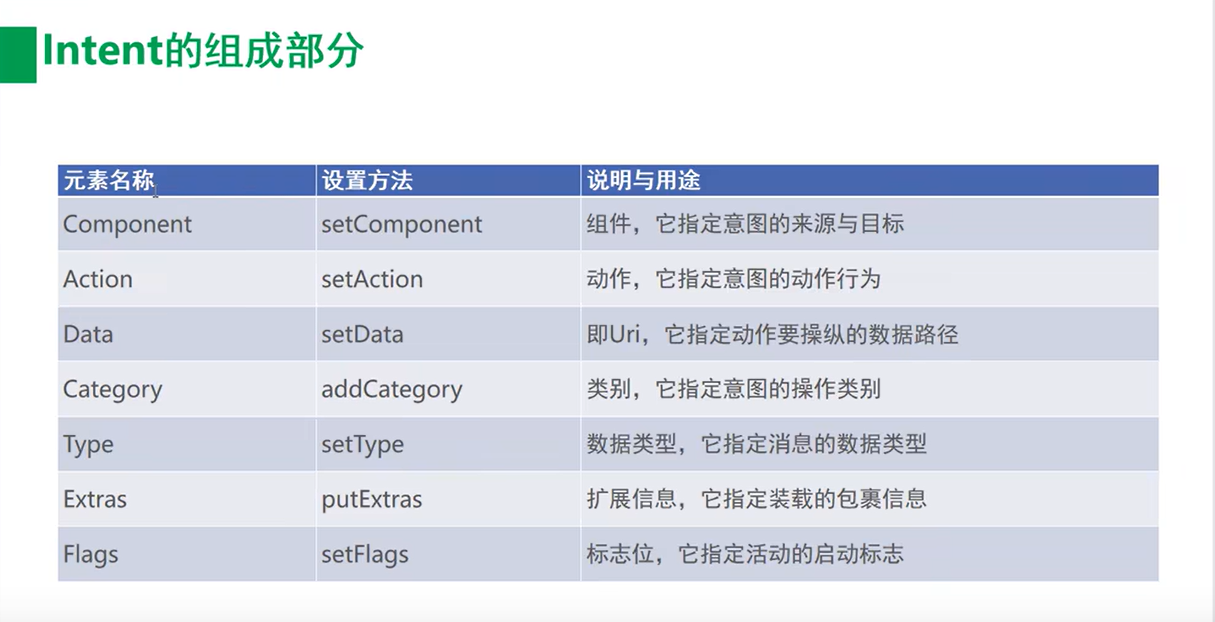 Intent的组成部分
元素名称 设置方法 说明与用途
Component setComponent 组件，它指定意图的来源与目标
Action setAction 动作，它指定意图的动作行为
Data setData 即Uri，它指定动作要操纵的数据路径
Category addCategory 类别，它指定意图的操作类别
Type setType 数据类型，它指定消息的数据类型
Extras putExtras 扩展信息，它指定装载的包裹信息
Flags setFlags 标志位，它指定活动的启动标志